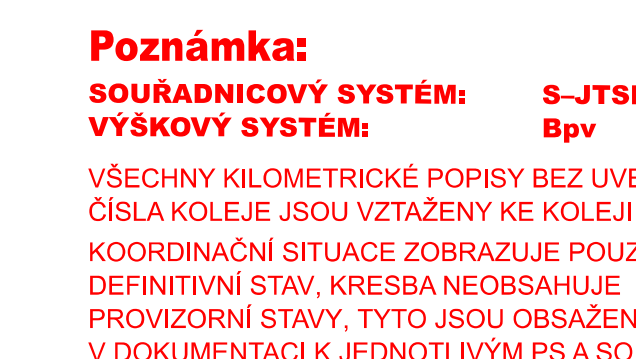 Poznámka:
SOUŘADNICOVÝ SYSTÉM: S–JTS
VÝŠKOVÝ SYSTÉM: Bpv
VŠECHNY KILOMETRICKÉ POPISY BEZ UVE
ČÍSLA KOLEJE JSOU VZTAŽENY KE KOLEJI
KOORDINAČNÍ SITUACE ZOBRAZUJE POUZ
DEFINITIVNÍ STAV, KRESBA NEOBSAHUJE
PROVIZORNÍ STAVY, TYTO JSOU OBSAŽEN
V DOKUMENTACI K JEDNOTLIVÝM PS A SO